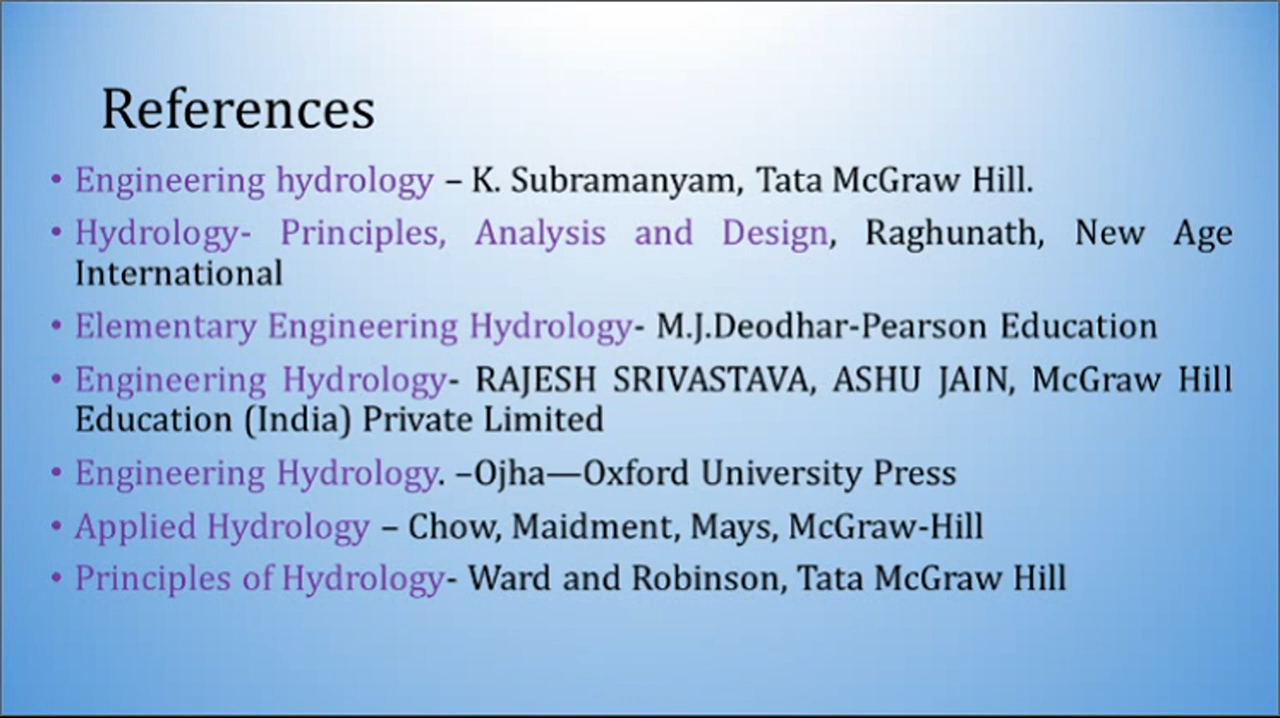 References
• Engineering hydrology – K. Subramanyam, Tata McGraw Hill.
• Hydrology- Principles, Analysis and Design, Raghunath, New Age
International
• Elementary Engineering Hydrology- M.J.Deodhar-Pearson Education
• Engineering Hydrology- RAJESH SRIVASTAVA, ASHU JAIN, McGraw Hill
Education (India) Private Limited
• Engineering Hydrology. –Ojha—Oxford University Press
• Applied Hydrology – Chow, Maidment, Mays, McGraw-Hill
• Principles of Hydrology- Ward and Robinson, Tata McGraw Hill